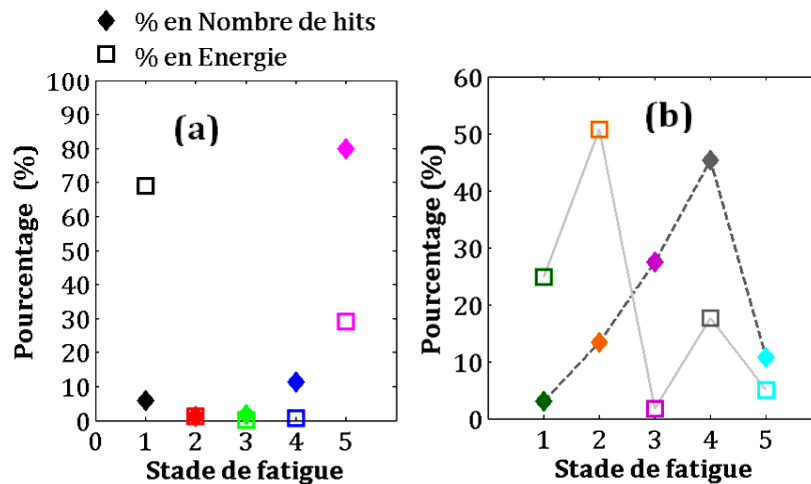 % en Nombre de hits
% en Energie
Pourcentage (%)
100
90
80
70
60
50
40
30
20
10
0
(a)
0 1 2 3 4 5
Stade de fatigue
Pourcentage (%)
60
50
40
30
20
10
0
(b)
1 2 3 4 5
Stade de fatigue